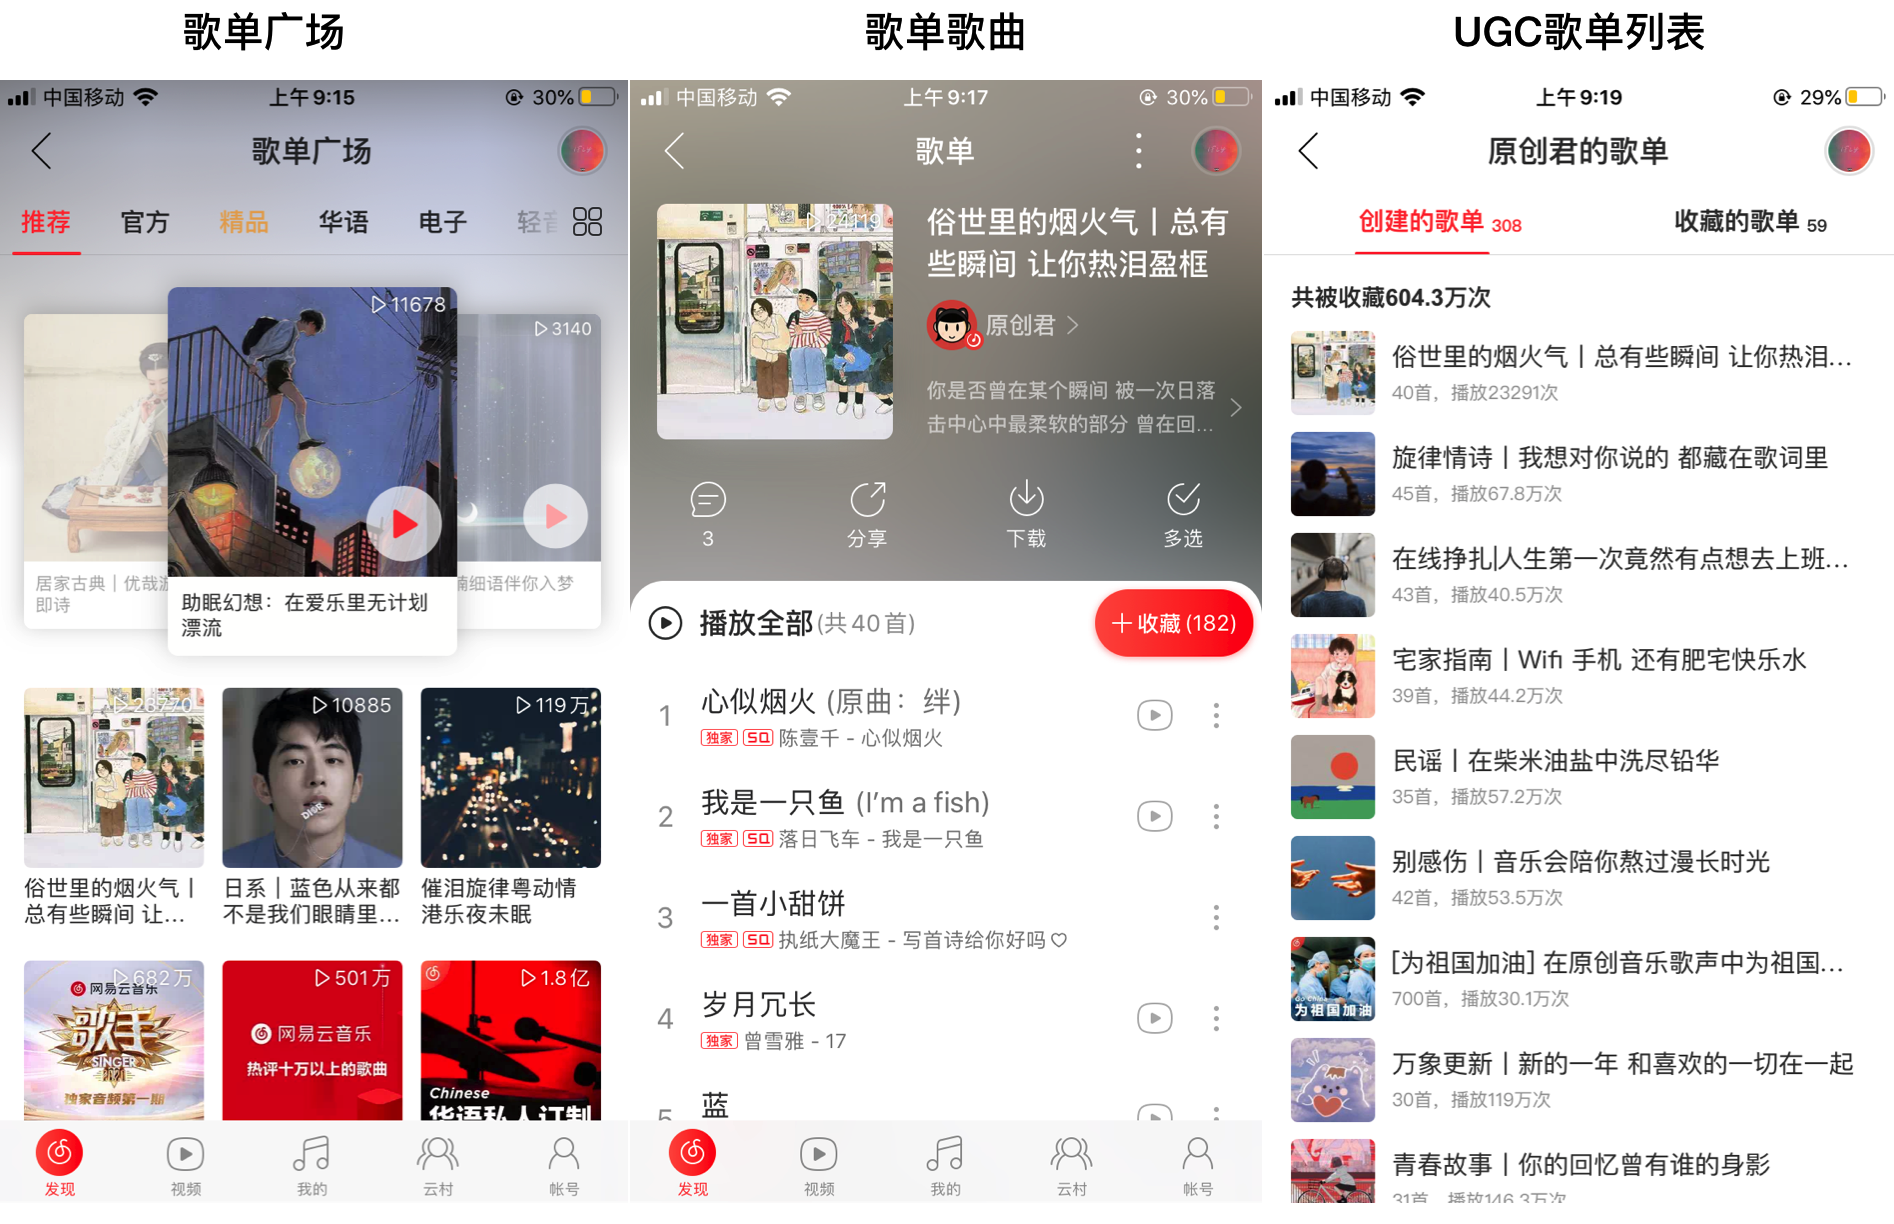 歌单广场
中国移动
上午9:15
30%
歌单广场
推荐
官方
精品
华语
电子
轻音
11678
3140
居家古典｜优哉游
即诗
助眠幻想：在爱乐里无计划
漂流
喃细语伴你入梦
23770
10885
119万
俗世里的烟火气｜
总有些瞬间 让...
日系｜蓝色从来都
不是我们眼睛里...
催泪旋律粤动情
港乐夜未眠
682万
网易云音乐
歌手
SINGER
独家音频第一期
501万
网易云音乐
热评十万以上的歌曲
1.8亿
Chinese
华语私人订制
发现
视频
我的
云村
帐号
歌单歌曲
中国移动
上午9:17
30%
歌单
24119
俗世里的烟火气｜总有
些瞬间 让你热泪盈框
原创君
你是否曾在某个瞬间 被一次日落
击中心中最柔软的部分 曾在回...
3
分享
下载
多选
播放全部(共40首)
收藏(182)
1
心似烟火 (原曲：绊)
独家 SQ 陈壹千 - 心似烟火
2
我是一只鱼 (I'm a fish)
独家 SQ 落日飞车 - 我是一只鱼
3
一首小甜饼
独家 SQ 执纸大魔王 - 写首诗给你好吗♡
4
岁月冗长
独家 曾雪雅 - 17
5
蓝
发现
视频
我的
云村
帐号
UGC歌单列表
中国移动
上午9:19
29%
原创君的歌单
创建的歌单 308
收藏的歌单 59
共被收藏604.3万次
俗世里的烟火气｜总有些瞬间 让你热泪...
40首，播放23291次
旋律情诗｜我想对你说的 都藏在歌词里
45首，播放67.8万次
在线挣扎|人生第一次竟然有点想去上班...
43首，播放40.5万次
宅家指南｜Wifi 手机 还有肥宅快乐水
39首，播放44.2万次
民谣｜在柴米油盐中洗尽铅华
35首，播放57.2万次
别感伤｜音乐会陪你熬过漫长时光
42首，播放53.5万次
Go China
为祖国加油
[为祖国加油] 在原创音乐歌声中为祖国...
700首，播放30.1万次
万象更新｜新的一年 和喜欢的一切在一起
30首，播放119万次
青春故事｜你的回忆曾有谁的身影
31首，播放146.3万次